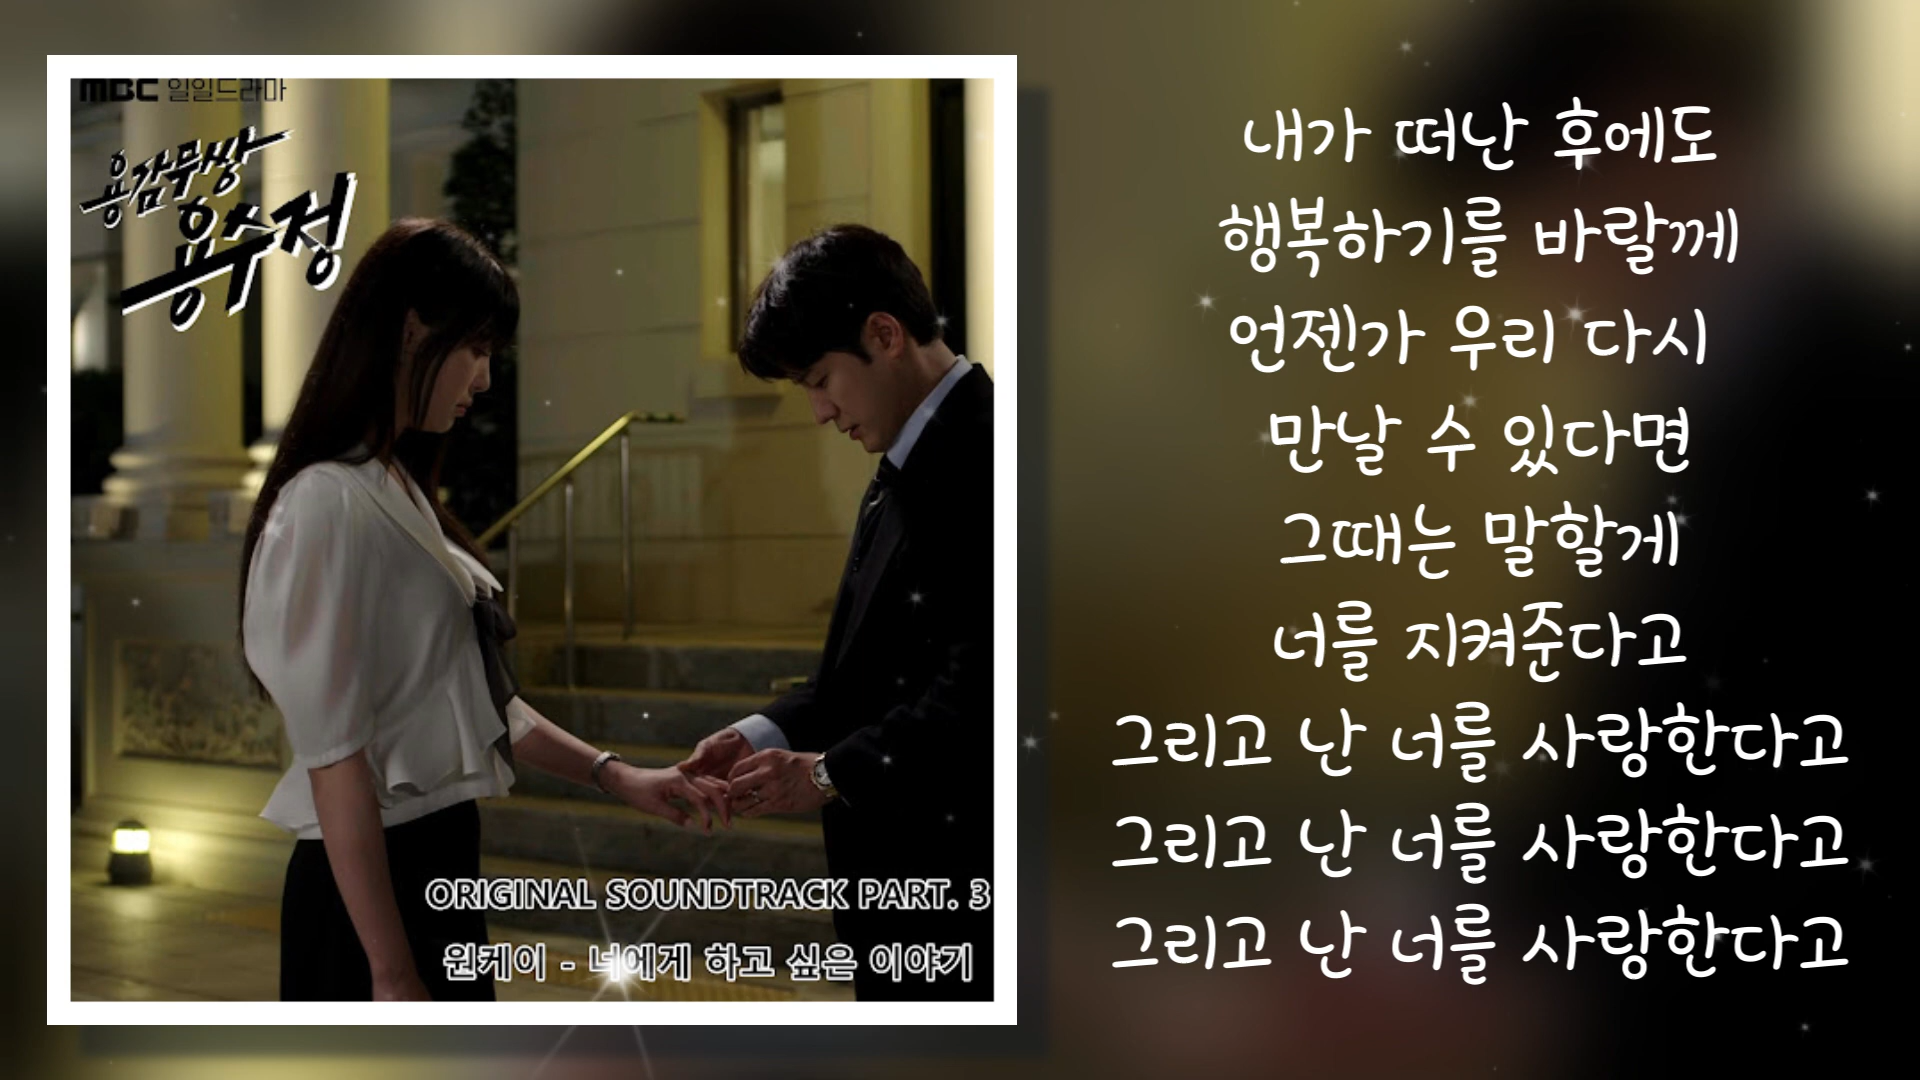 MBC 일일드라마
용감무쌍
용수정
ORIGINAL SOUNDTRACK PART. 3
원케이 - 너에게 하고 싶은 이야기
내가 떠난 후에도
행복하기를 바랄께
언젠가 우리 다시
만날 수 있다면
그때는 말할게
너를 지켜준다고
그리고 난 너를 사랑한다고
그리고 난 너를 사랑한다고
그리고 난 너를 사랑한다고